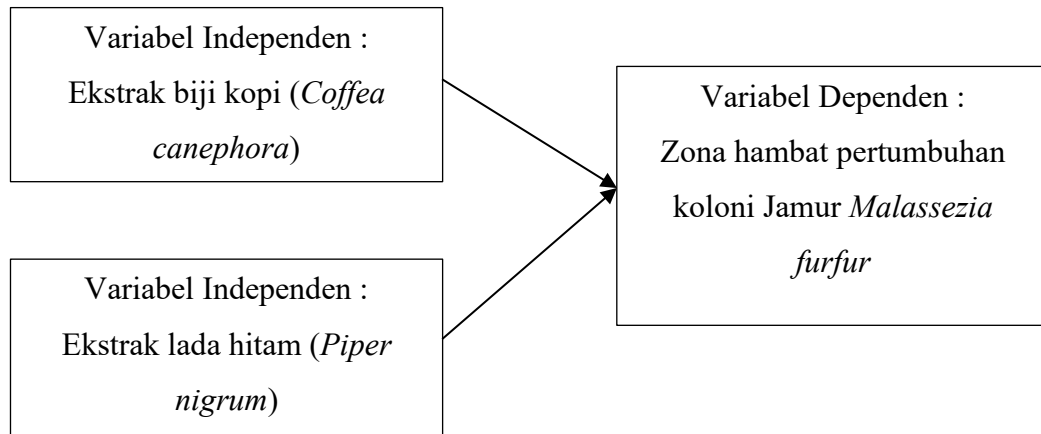 Variabel Independen :
Ekstrak biji kopi (Coffea
canephora)
Variabel Dependen :
Zona hambat pertumbuhan
koloni Jamur Malassezia
furfur
Variabel Independen :
Ekstrak lada hitam (Piper
nigrum)